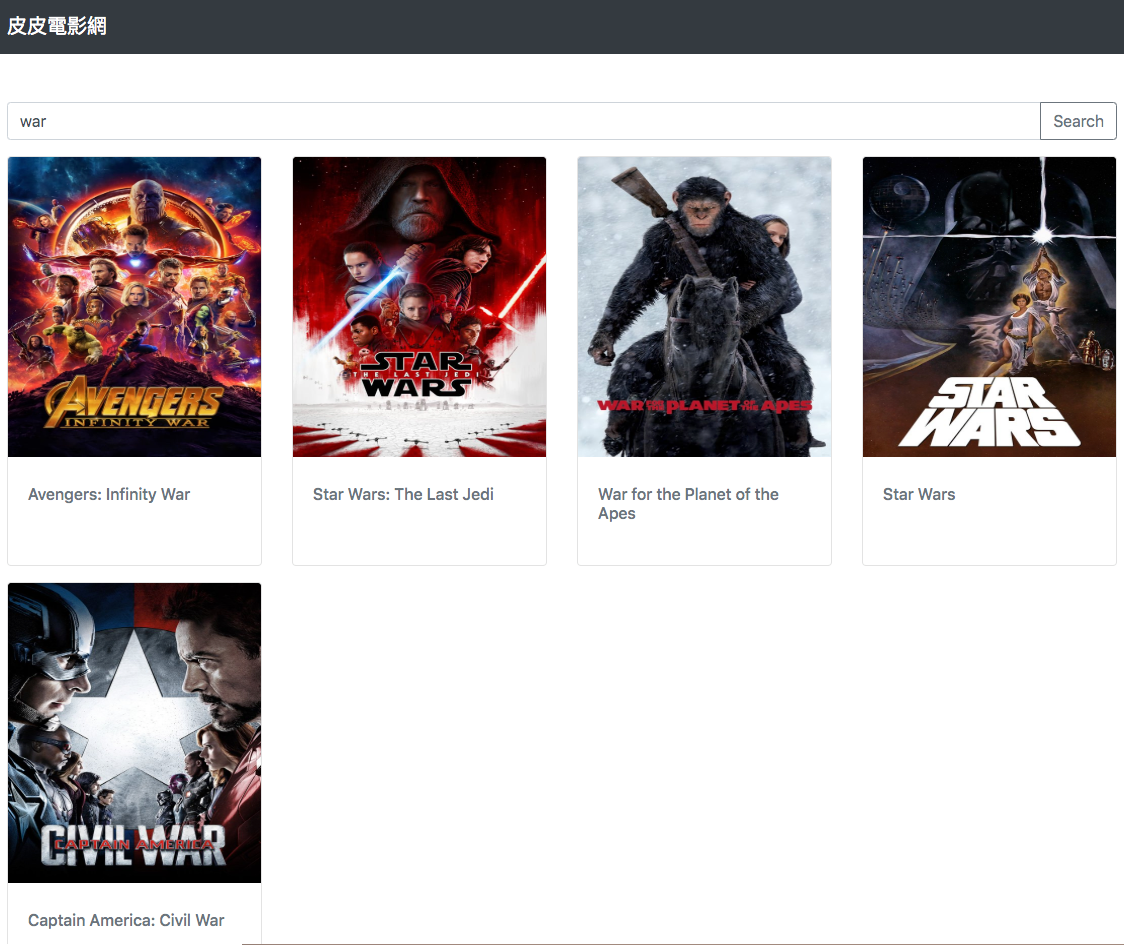 皮皮電影網
war
Search
AVENGERS
INFINITY WAR
STAR
THE LAST JEDI
WARS
WAR FOR THE PLANET OF THE APES
STAR
WARS
Avengers: Infinity War
Star Wars: The Last Jedi
War for the Planet of the
Apes
Star Wars
CIVIL WAR
CAPTAIN AMERICA
Captain America: Civil War